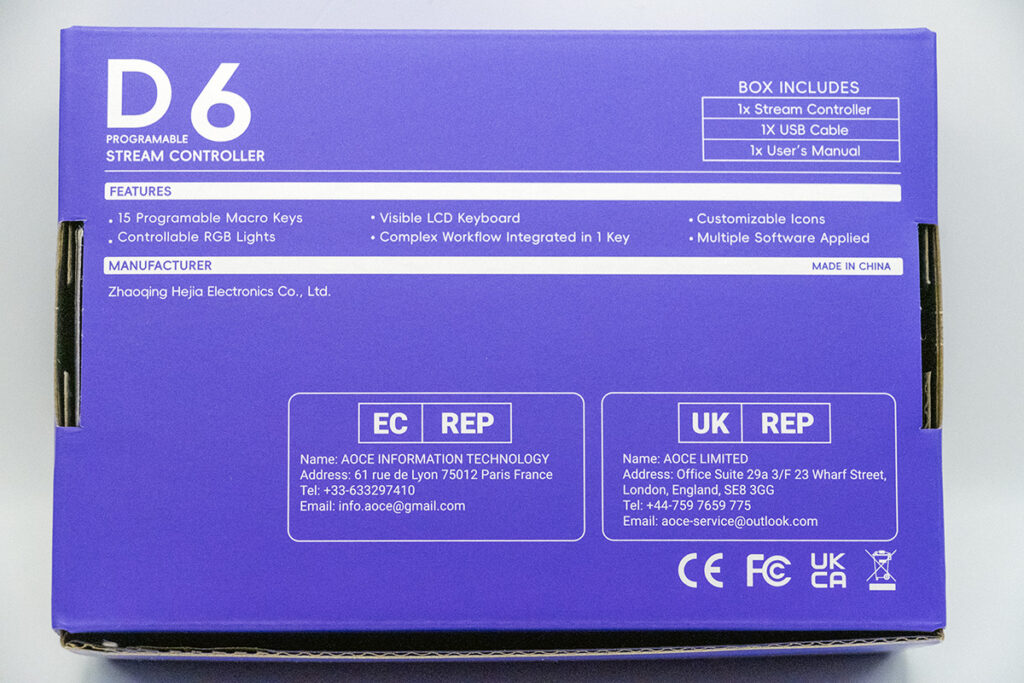 D6
PROGRAMABLE
STREAM CONTROLLER
BOX INCLUDES
1x Stream Controller
1X USB Cable
1x User's Manual
FEATURES
• 15 Programable Macro Keys
• Controllable RGB Lights
• Visible LCD Keyboard
• Complex Workflow Integrated in 1 Key
• Customizable Icons
• Multiple Software Applied
MANUFACTURER
MADE IN CHINA
Zhaoqing Hejia Electronics Co., Ltd.
EC REP
Name: AOCE INFORMATION TECHNOLOGY
Address: 61 rue de Lyon 75012 Paris France
Tel: +33-633297410
Email: info.aoce@gmail.com
UK REP
Name: AOCE LIMITED
Address: Office Suite 29a 3/F 23 Wharf Street,
London, England, SE8 3GG
Tel: +44-759 7659 775
Email: aoce-service@outlook.com
CE FC UK
CA